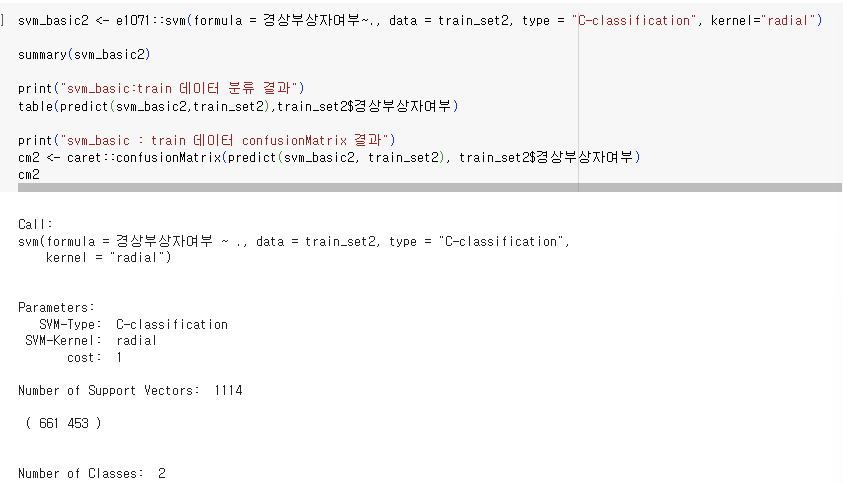 ] svm_basic2 <- e1071::svm(formula = 경상부상자여부~., data = train_set2, type = "C-classification", kernel="radial")
summary(svm_basic2)
print("svm_basic:train 데이터 분류 결과")
table(predict(svm_basic2,train_set2),train_set2$경상부상자여부)
print("svm_basic : train 데이터 confusionMatrix 결과")
cm2 <- caret::confusionMatrix(predict(svm_basic2, train_set2), train_set2$경상부상자여부)
cm2
Call:
svm(formula = 경상부상자여부 ~ ., data = train_set2, type = "C-classification",
kernel = "radial")
Parameters:
SVM-Type: C-classification
SVM-Kernel: radial
cost: 1
Number of Support Vectors: 1114
( 661 453 )
Number of Classes: 2